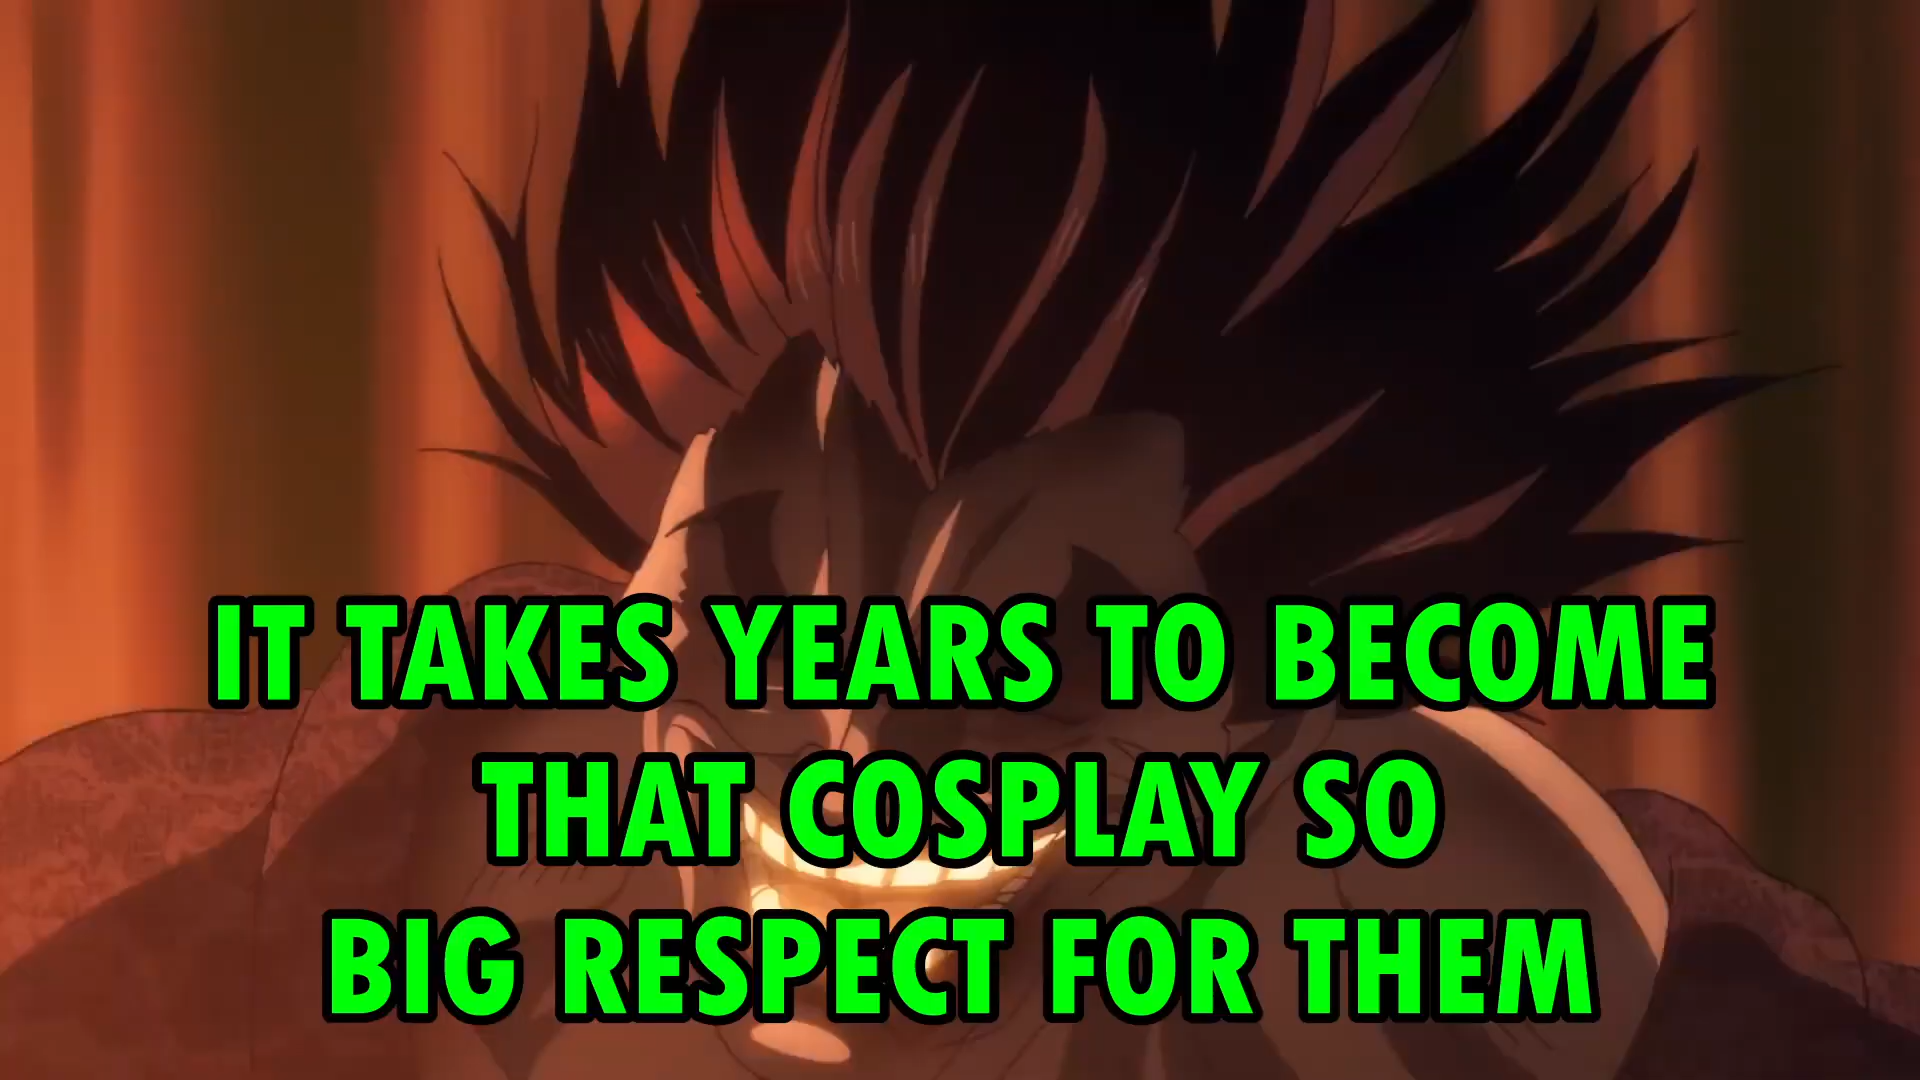 IT TAKES YEARS TO BECOME
THAT COSPLAY SO
BIG RESPECT FOR THEM